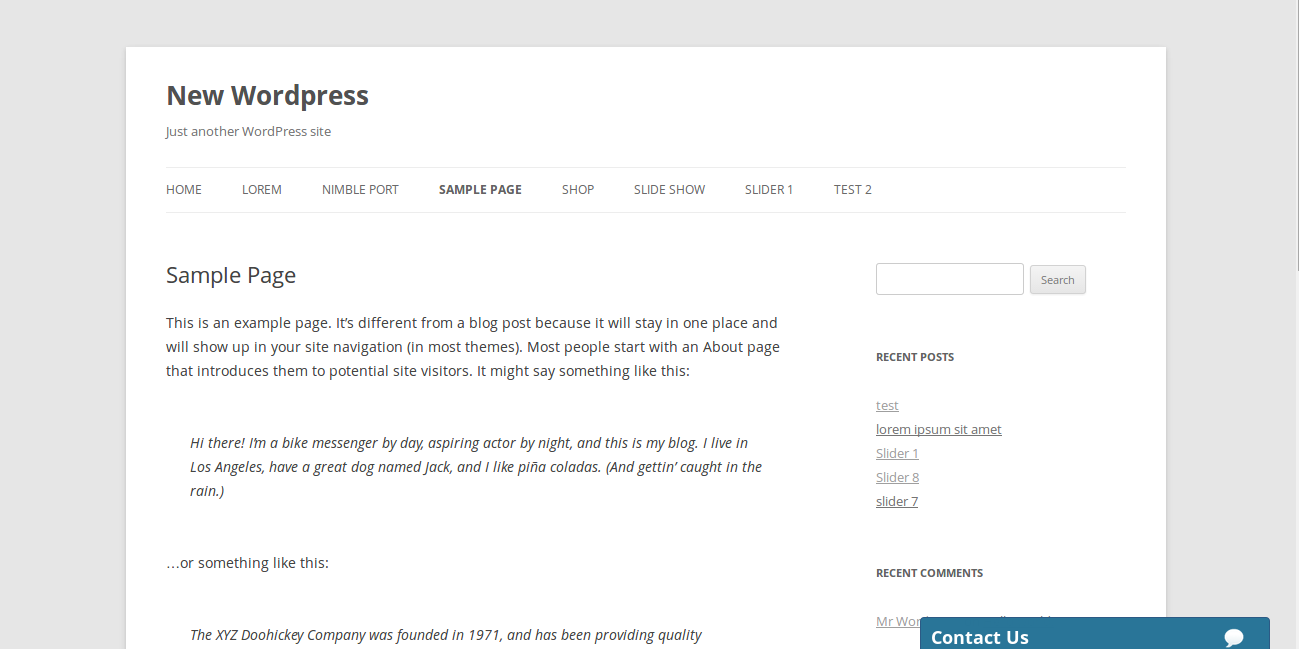 New Wordpress
Just another WordPress site
HOME LOREM NIMBLE PORT SAMPLE PAGE SHOP SLIDE SHOW SLIDER 1 TEST 2
Sample Page
This is an example page. It’s different from a blog post because it will stay in one place and
will show up in your site navigation (in most themes). Most people start with an About page
that introduces them to potential site visitors. It might say something like this:
Hi there! I’m a bike messenger by day, aspiring actor by night, and this is my blog. I live in
Los Angeles, have a great dog named Jack, and I like piña coladas. (And gettin’ caught in the
rain.)
…or something like this:
The XYZ Doohickey Company was founded in 1971, and has been providing quality
Search
RECENT POSTS
test
lorem ipsum sit amet
Slider 1
Slider 8
slider 7
RECENT COMMENTS
Mr
Contact Us